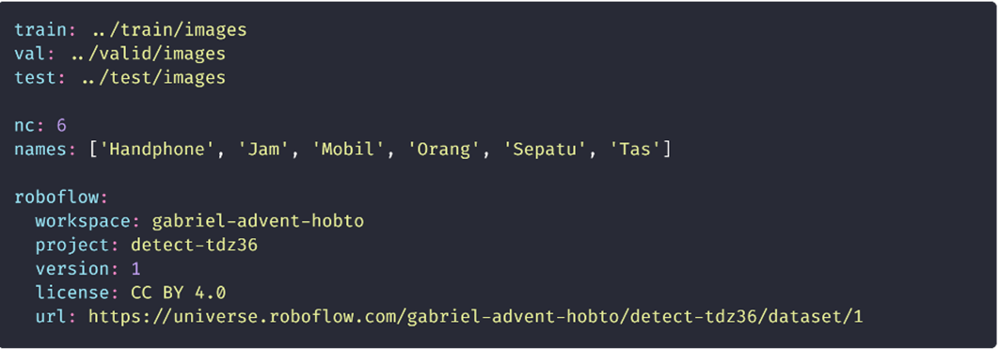 train: ../train/images
val: ../valid/images
test: ../test/images
nc: 6
names: ['Handphone', 'Jam', 'Mobil', 'Orang', 'Sepatu', 'Tas']
roboflow:
workspace: gabriel-advent-hobto
project: detect-tdz36
version: 1
license: CC BY 4.0
url: https://universe.roboflow.com/gabriel-advent-hobto/detect-tdz36/dataset/1